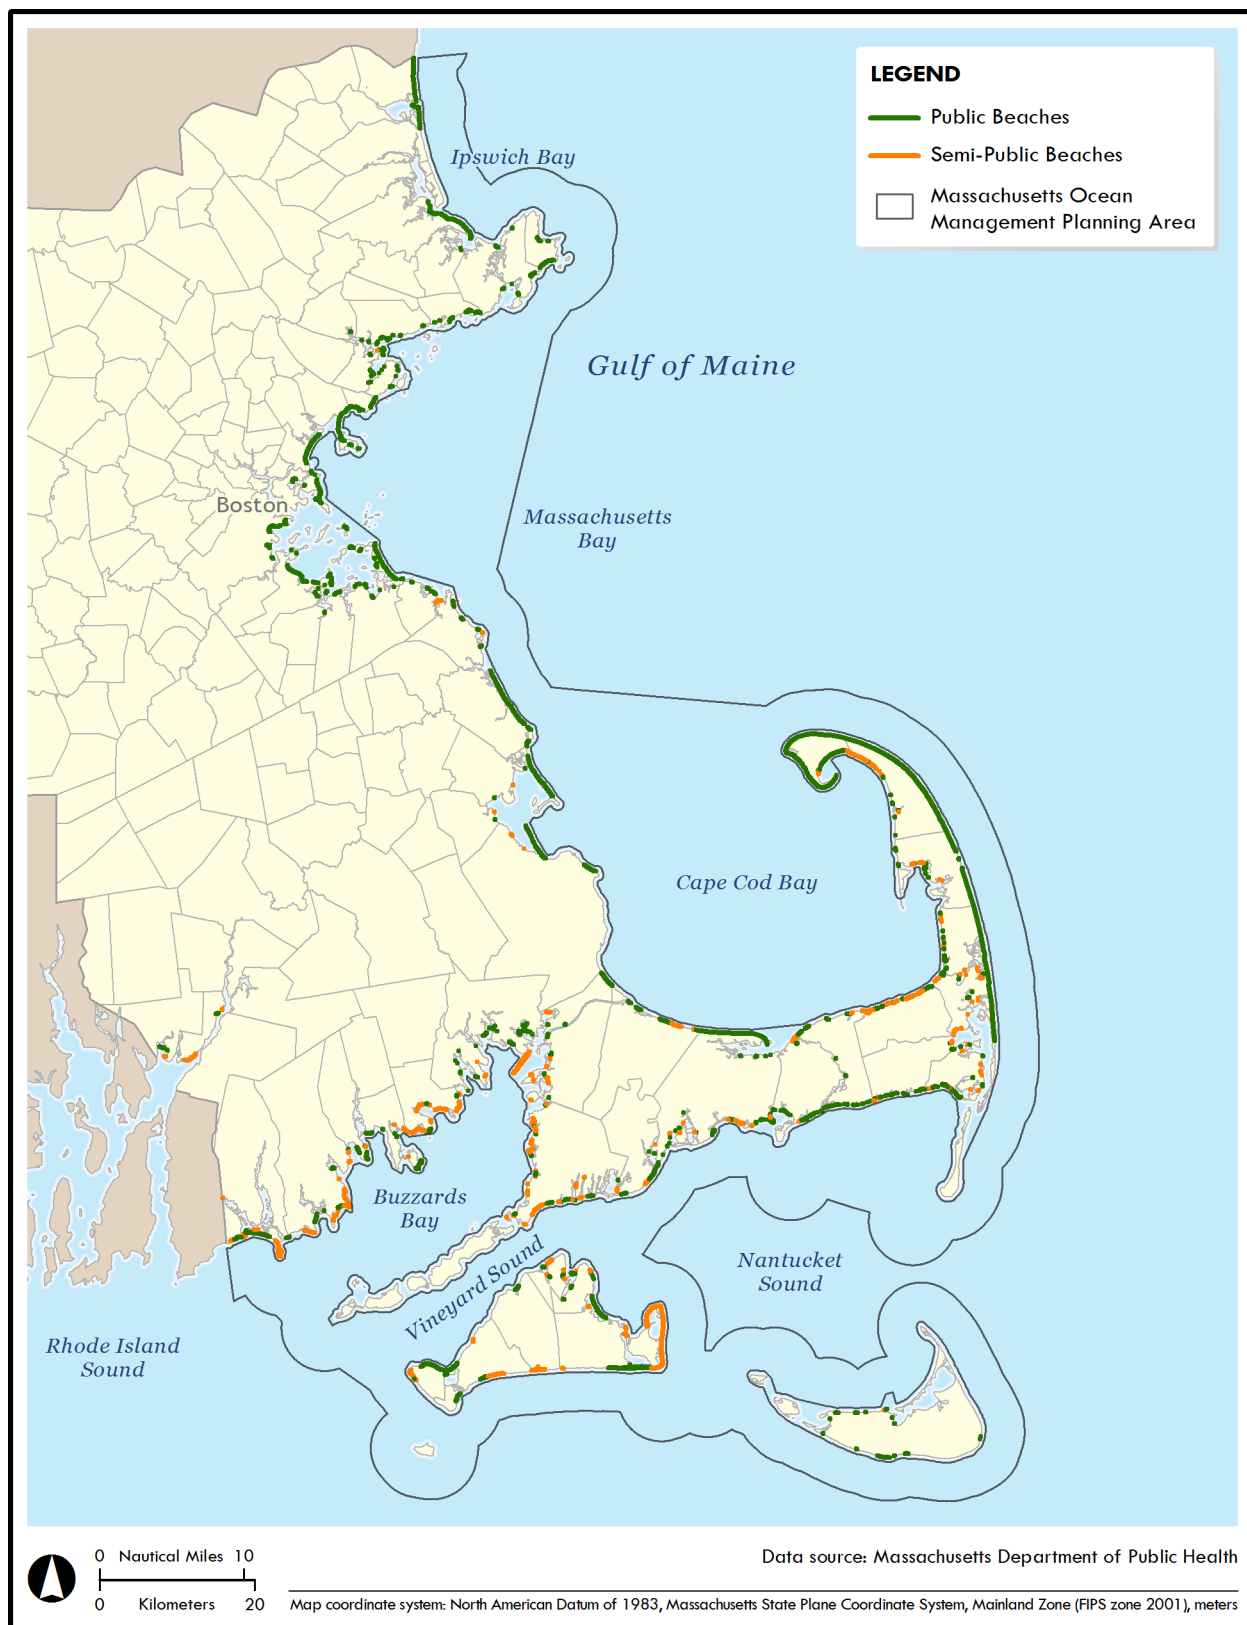 LEGEND
Public Beaches
Semi-Public Beaches
Massachusetts Ocean
Management Planning Area
Ipswich Bay
Gulf of Maine
Boston
Massachusetts
Bay
Cape Cod Bay
Buzzards
Bay
Vineyard Sound
Nantucket
Sound
Rhode Island
Sound
0 Nautical Miles 10
0 Kilometers 20
Data source: Massachusetts Department of Public Health
Map coordinate system: North American Datum of 1983, Massachusetts State Plane Coordinate System, Mainland Zone (FIPS zone 2001), meters